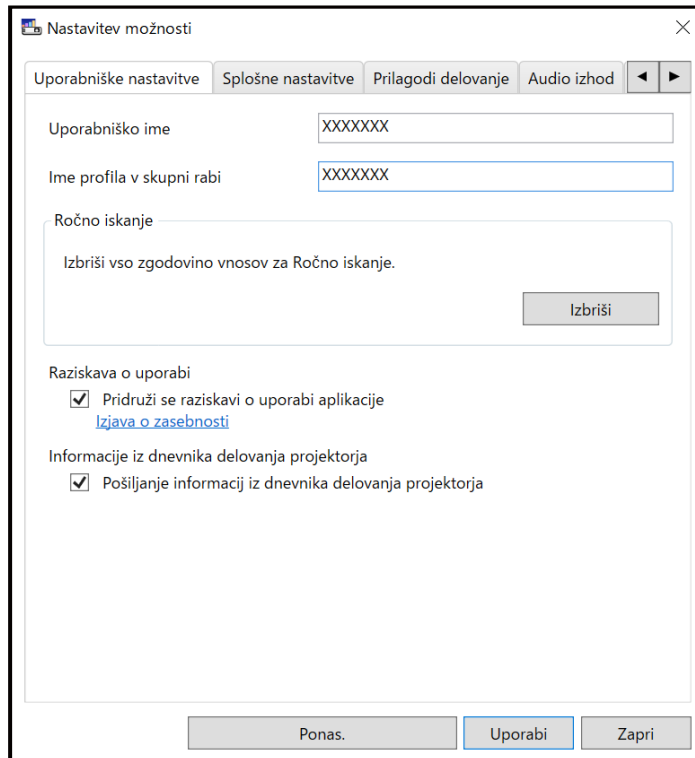 Nastavitev možnosti
Uporabniške nastavitve Splošne nastavitve Prilagodi delovanje Audio izhod
Uporabniško ime XXXXXXX
Ime profila v skupni rabi XXXXXXX
Ročno iskanje
Izbriši vso zgodovino vnosov za Ročno iskanje.
Izbriši
Raziskava o uporabi
Pridruži se raziskavi o uporabi aplikacije
Izjava o zasebnosti
Informacije iz dnevnika delovanja projektorja
Pošiljanje informacij iz dnevnika delovanja projektorja
Ponas. Uporabi Zapri